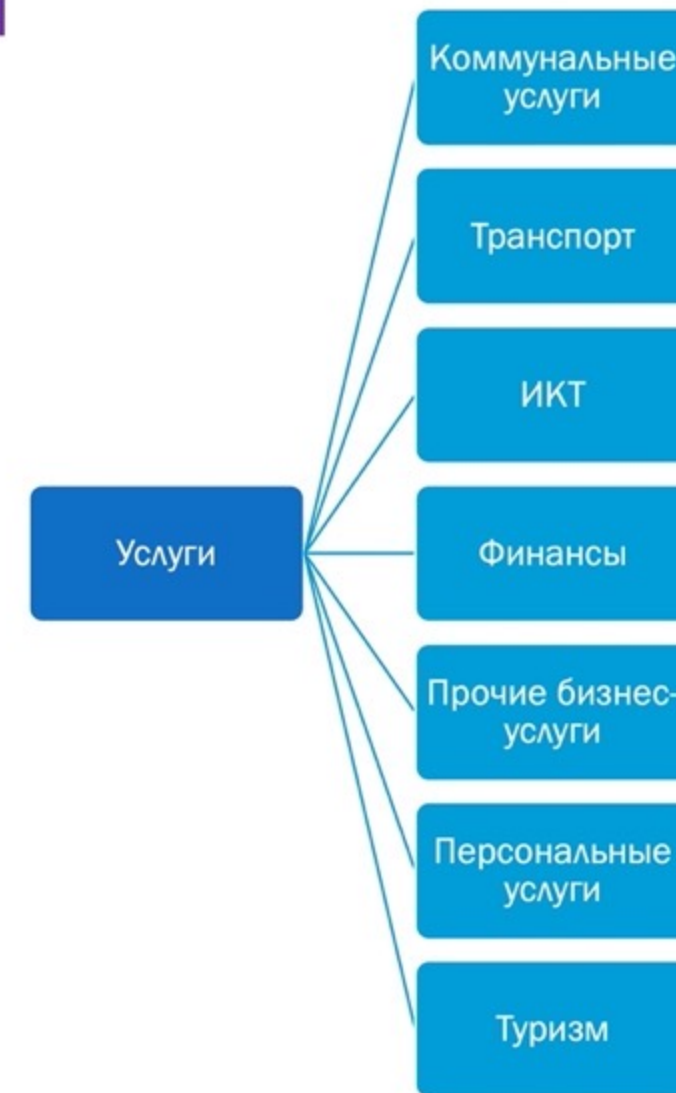 Коммунальные
услуги
Транспорт
ИКТ
Услуги
Финансы
Прочие бизнес-
услуги
Персональные
услуги
Туризм